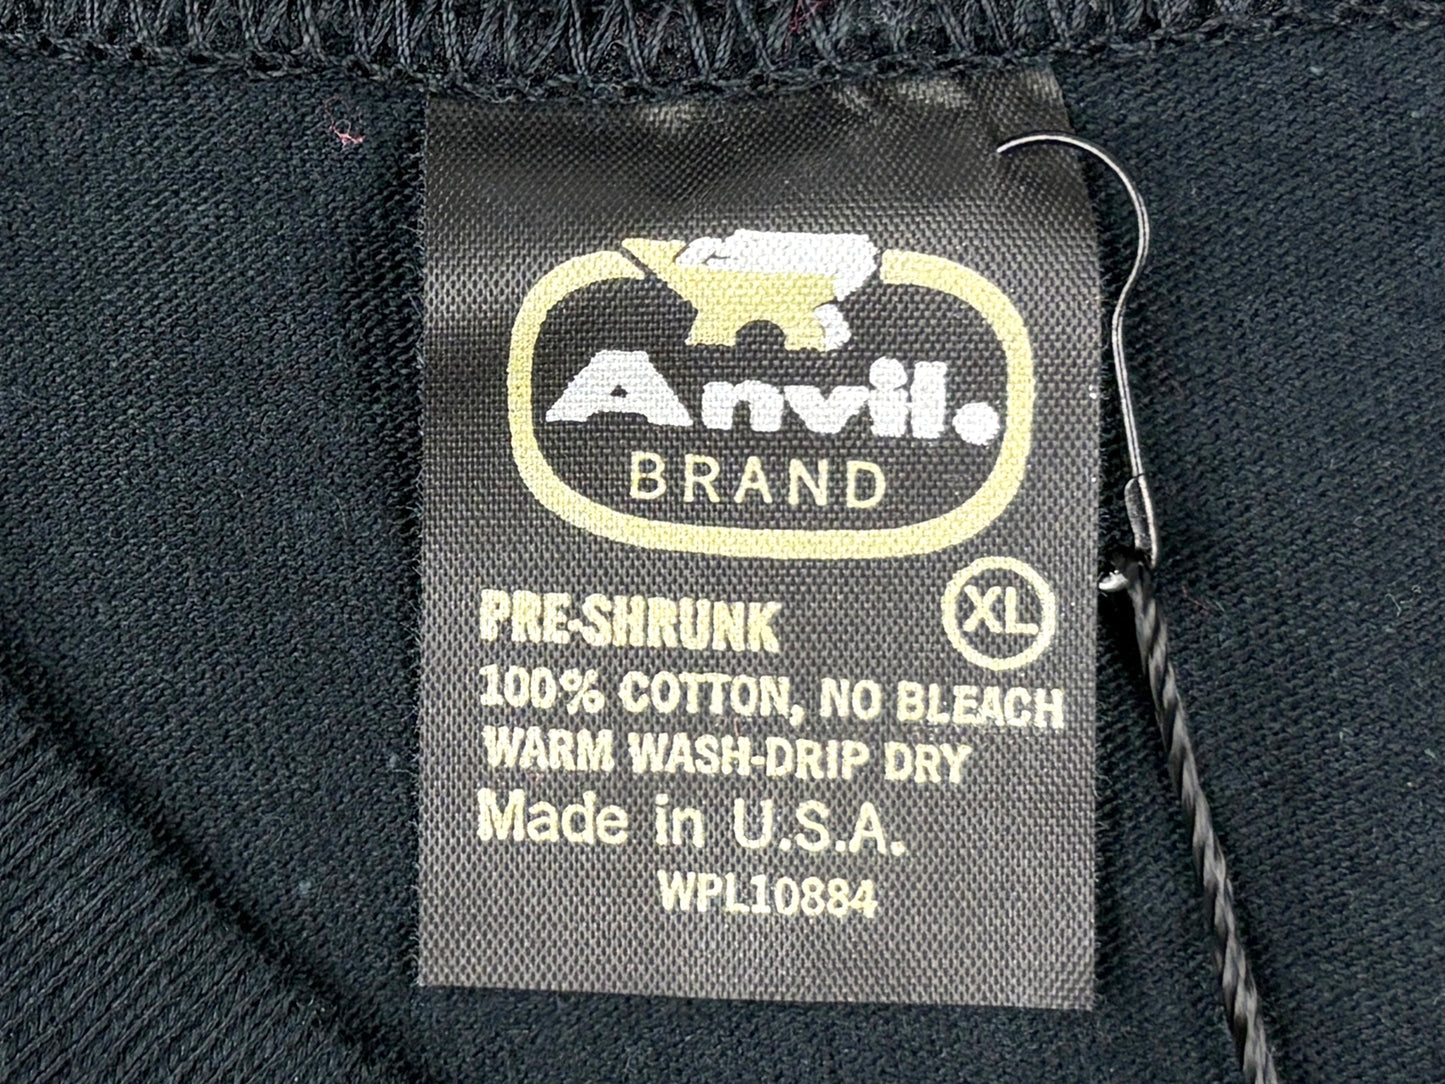 Anvil.
BRAND
XL
PRE-SHRUNK
100% COTTON, NO BLEACH
WARM WASH-DRIP DRY
Made in U.S.A.
WPL10884